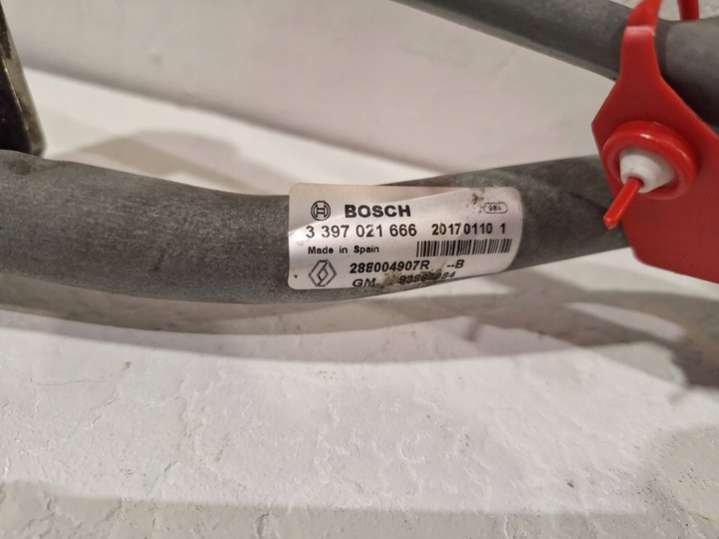 BOSCH
3 397 021 666 20170110 1
Made in Spain
288004907R --B
GM